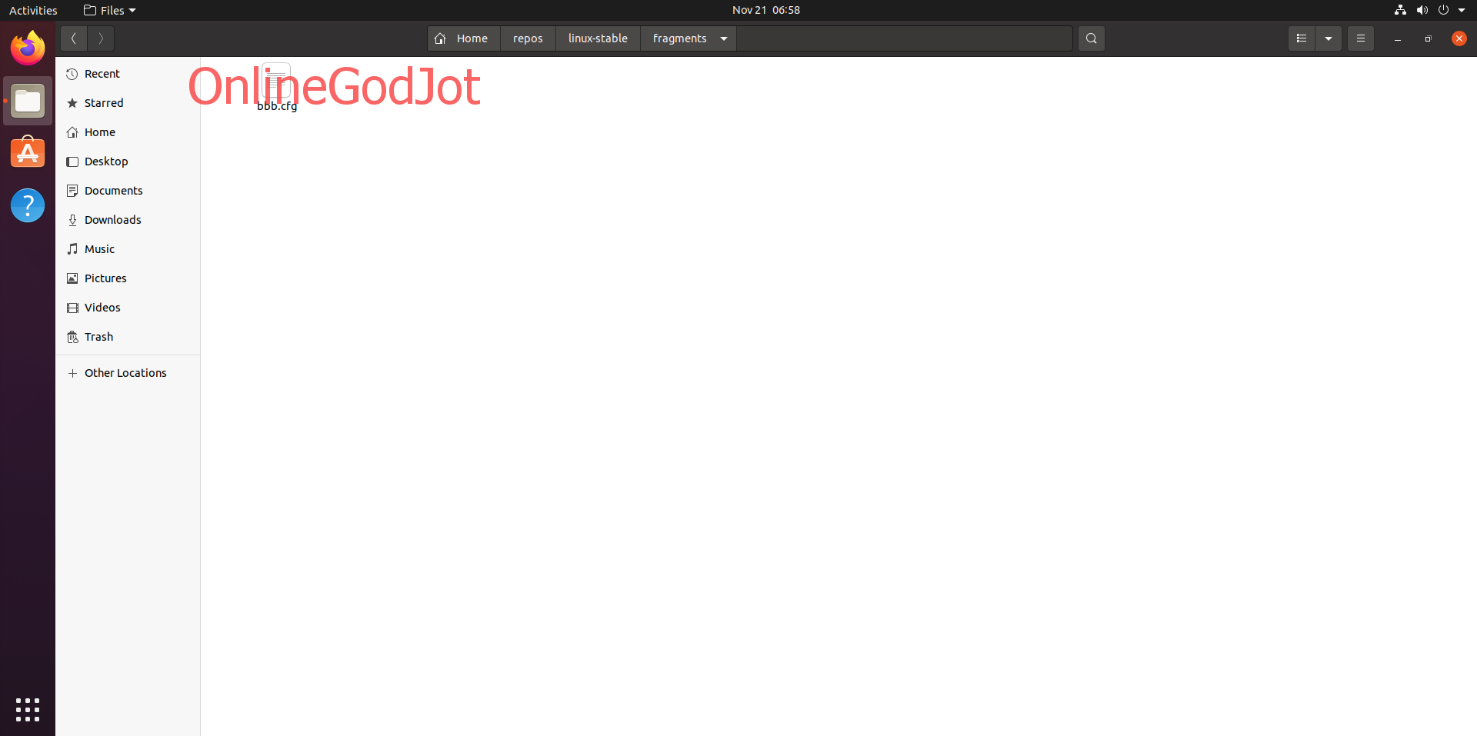 Activities Files Nov 21 06:58
Home repos linux-stable fragments
Recent
OnlineGodJot
bbb.cfg
Starred
Home
Desktop
Documents
Downloads
Music
Pictures
Videos
Trash
Other Locations